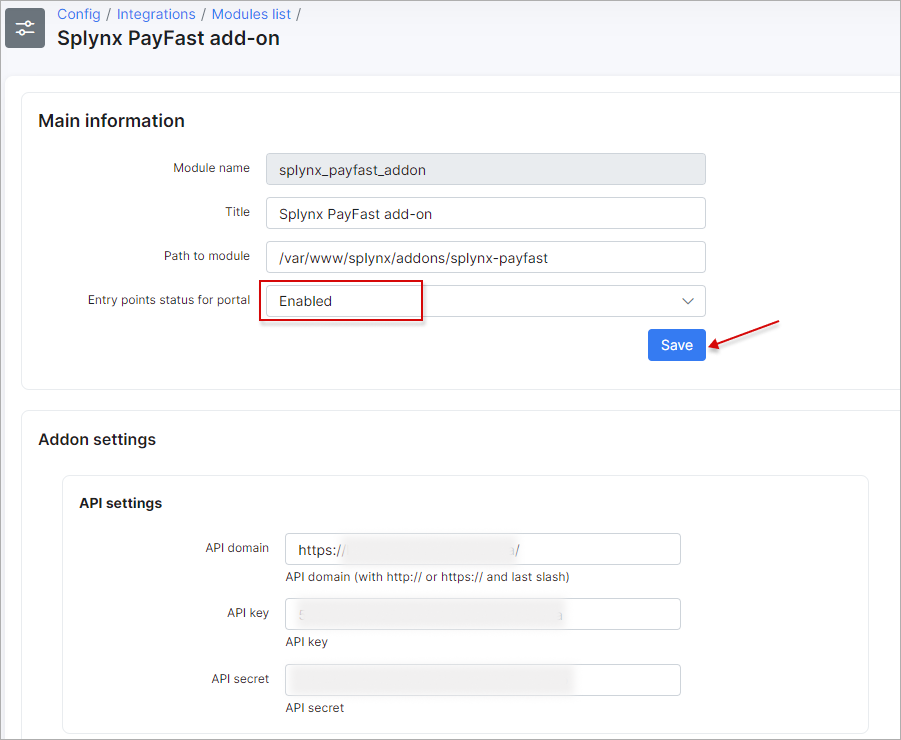 Config / Integrations / Modules list /
Splynx PayFast add-on
Main information
Module name
splynx_payfast_addon
Title
Splynx PayFast add-on
Path to module
/var/www/splynx/addons/splynx-payfast
Entry points status for portal
Enabled
Save
Addon settings
API settings
API domain
https:// /
API domain (with http:// or https:// and last slash)
API key
API key
API secret
API secret